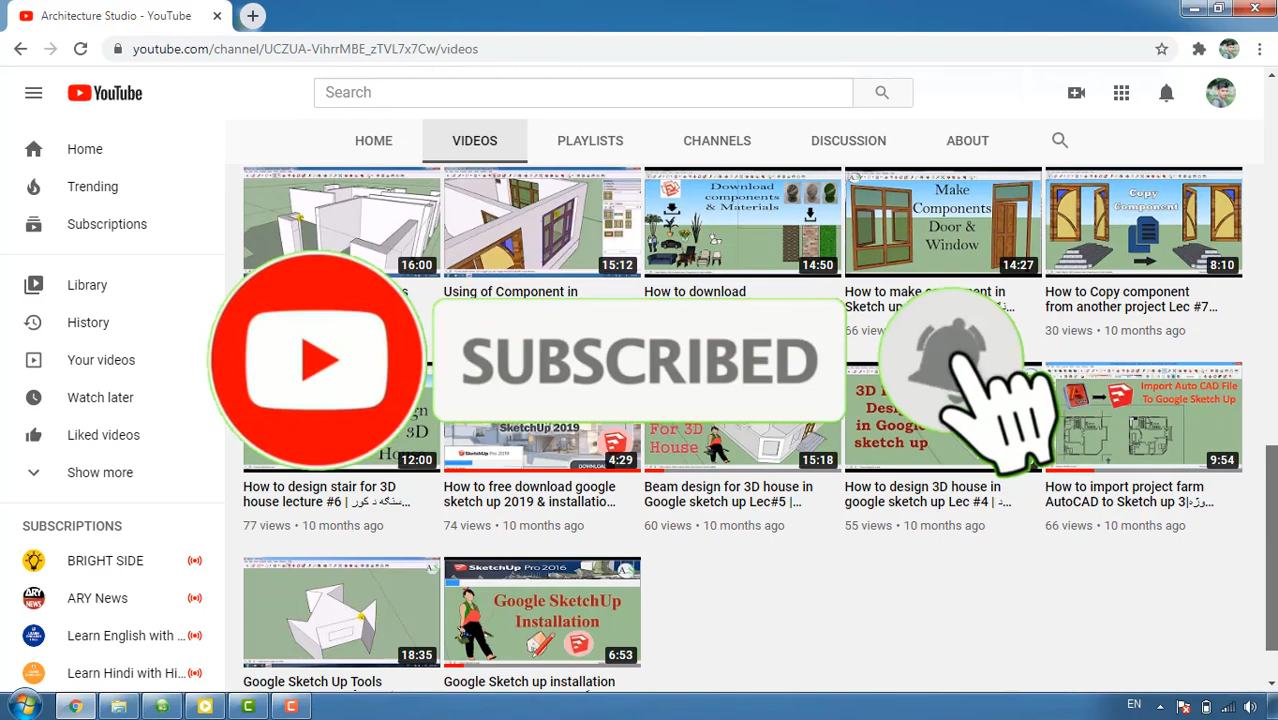 Architecture Studio - YouTube
youtube.com/channel/UCZUA-VihrrMBE_zTVL7x7Cw/videos
YouTube
Search
HOME VIDEOS PLAYLISTS CHANNELS DISCUSSION ABOUT
Home
Trending
Subscriptions
Library
History
Your videos
Watch later
Liked videos
Show more
SUBSCRIPTIONS
BRIGHT SIDE
ARY News
Learn English with ...
Learn Hindi with Hi...
16:00
15:12
Download
components
& Materials
14:50
Make
Components
Door &
Window
14:27
Copy
Component
8:10
Using of Component in
How to download
How to make component in
Sketch up
66 views
How to Copy component
from another project Lec #7...
30 views • 10 months ago
SUBSCRIBED
12:00
SketchUp 2019
4:29
For 3D
House
15:18
in Google
sketch up
Import Auto CAD File
To Google Sketch Up
9:54
How to design stair for 3D
house lecture #6 | سنگه د کور...
77 views • 10 months ago
How to free download google
sketch up 2019 & installatio...
74 views • 10 months ago
Beam design for 3D house in
Google sketch up Lec#5 |...
60 views • 10 months ago
How to design 3D house in
google sketch up Lec #4 | د...
55 views • 10 months ago
How to import project farm
AutoCAD to Sketch up 3|وژد...
66 views • 10 months ago
18:35
SketchUp Pro 2016
Google SketchUp
Installation
6:53
Google Sketch Up Tools
Google Sketch up installation
EN